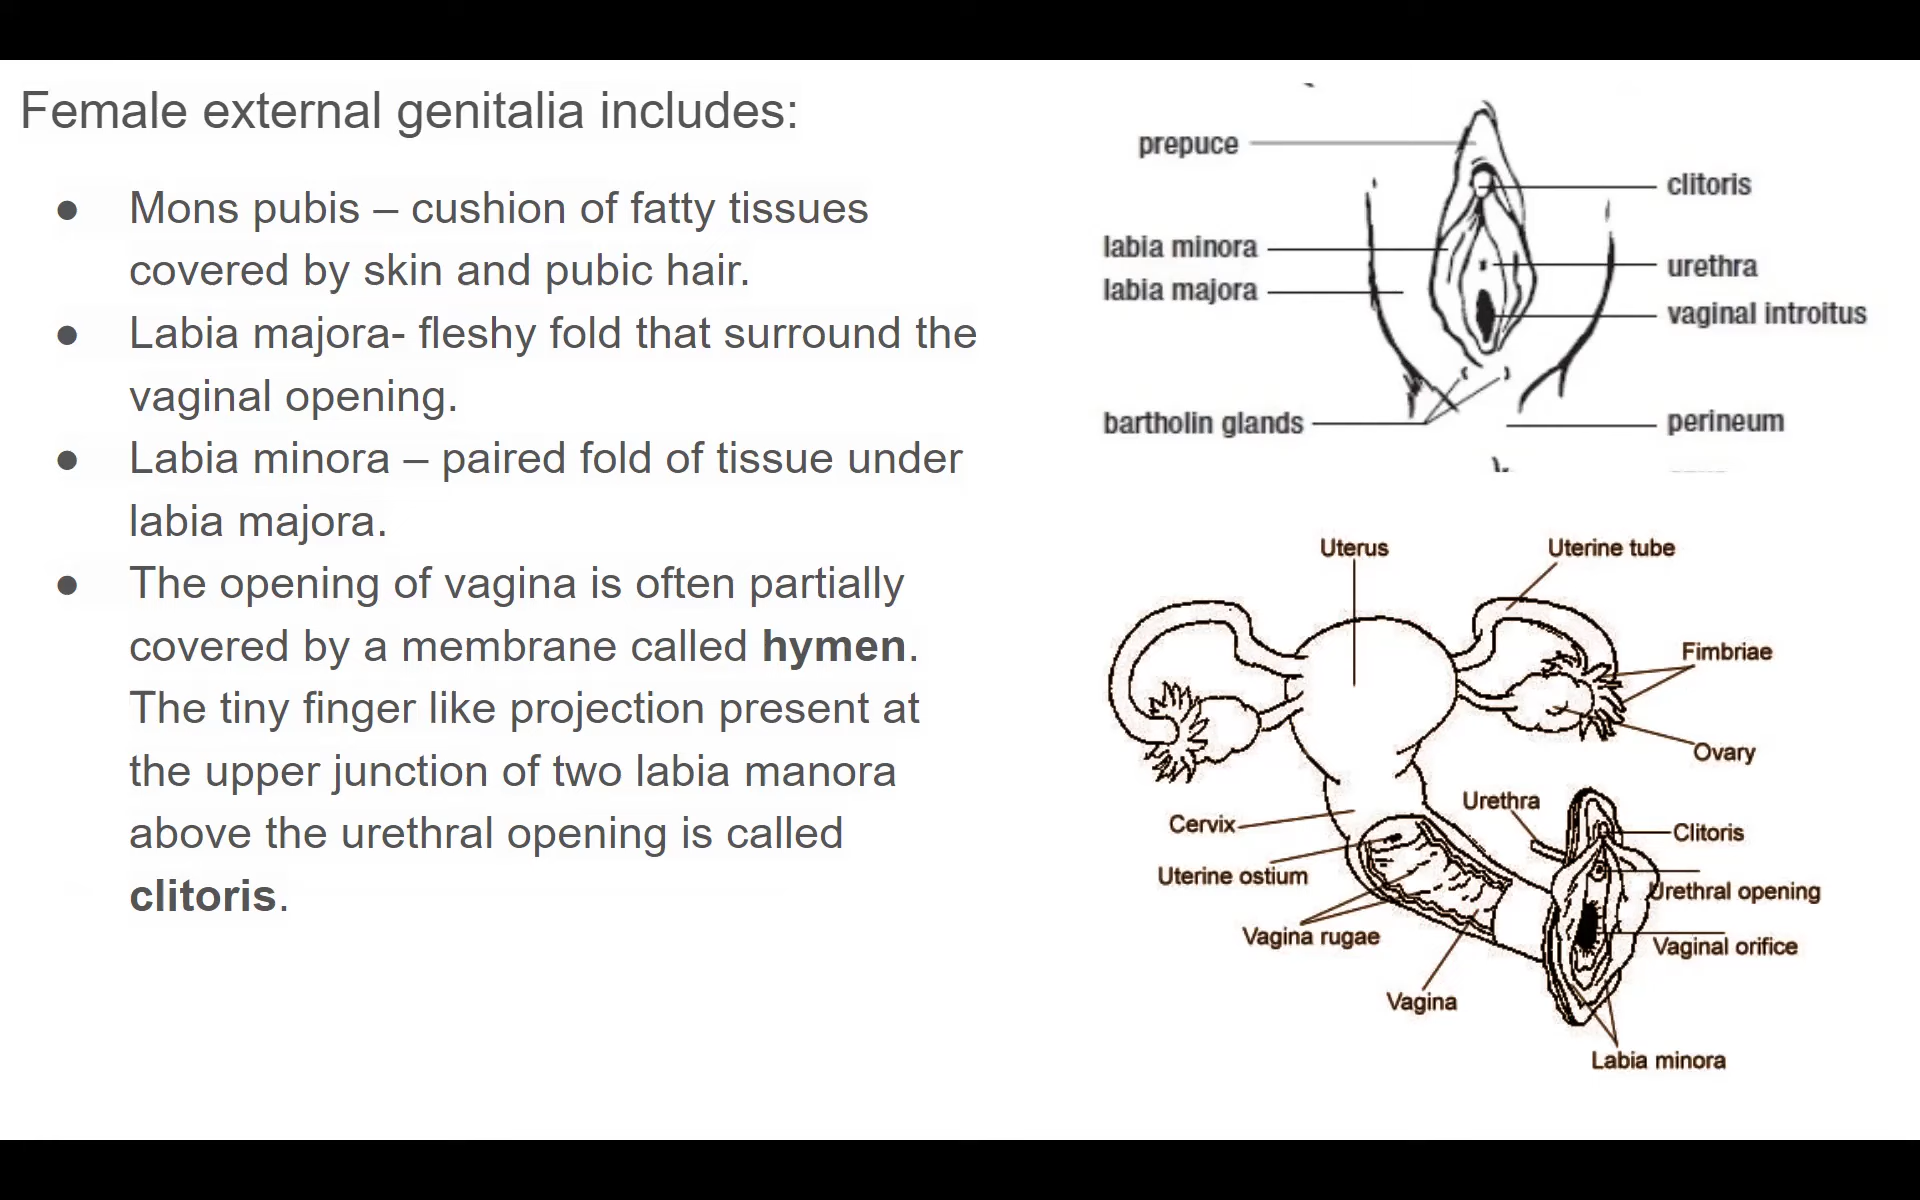 Female external genitalia includes:
● Mons pubis – cushion of fatty tissues
covered by skin and pubic hair.
● Labia majora- fleshy fold that surround the
vaginal opening.
● Labia minora – paired fold of tissue under
labia majora.
● The opening of vagina is often partially
covered by a membrane called hymen.
The tiny finger like projection present at
the upper junction of two labia manora
above the urethral opening is called
clitoris.
prepuce
clitoris
labia minora
urethra
labia majora
vaginal introitus
bartholin glands
perineum
Uterus
Uterine tube
Fimbriae
Ovary
Urethra
Cervix
Clitoris
Uterine ostium
Urethral opening
Vagina rugae
Vaginal orifice
Vagina
Labia minora